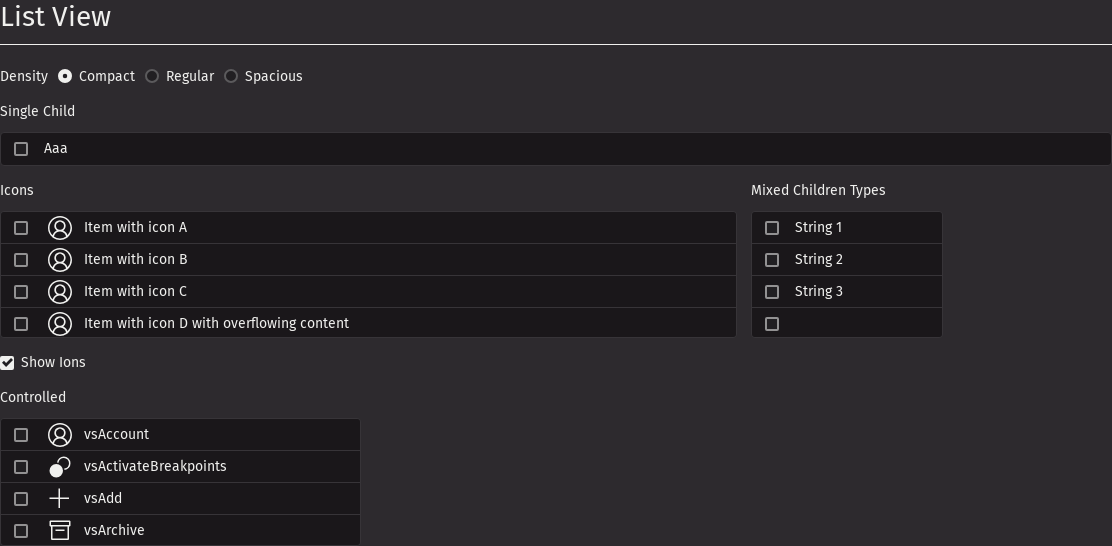 List View
Density Compact Regular Spacious
Single Child
Aaa
Icons
Item with icon A
Item with icon B
Item with icon C
Item with icon D with overflowing content
Mixed Children Types
String 1
String 2
String 3
Show Ions
Controlled
vsAccount
vsActivateBreakpoints
vsAdd
vsArchive